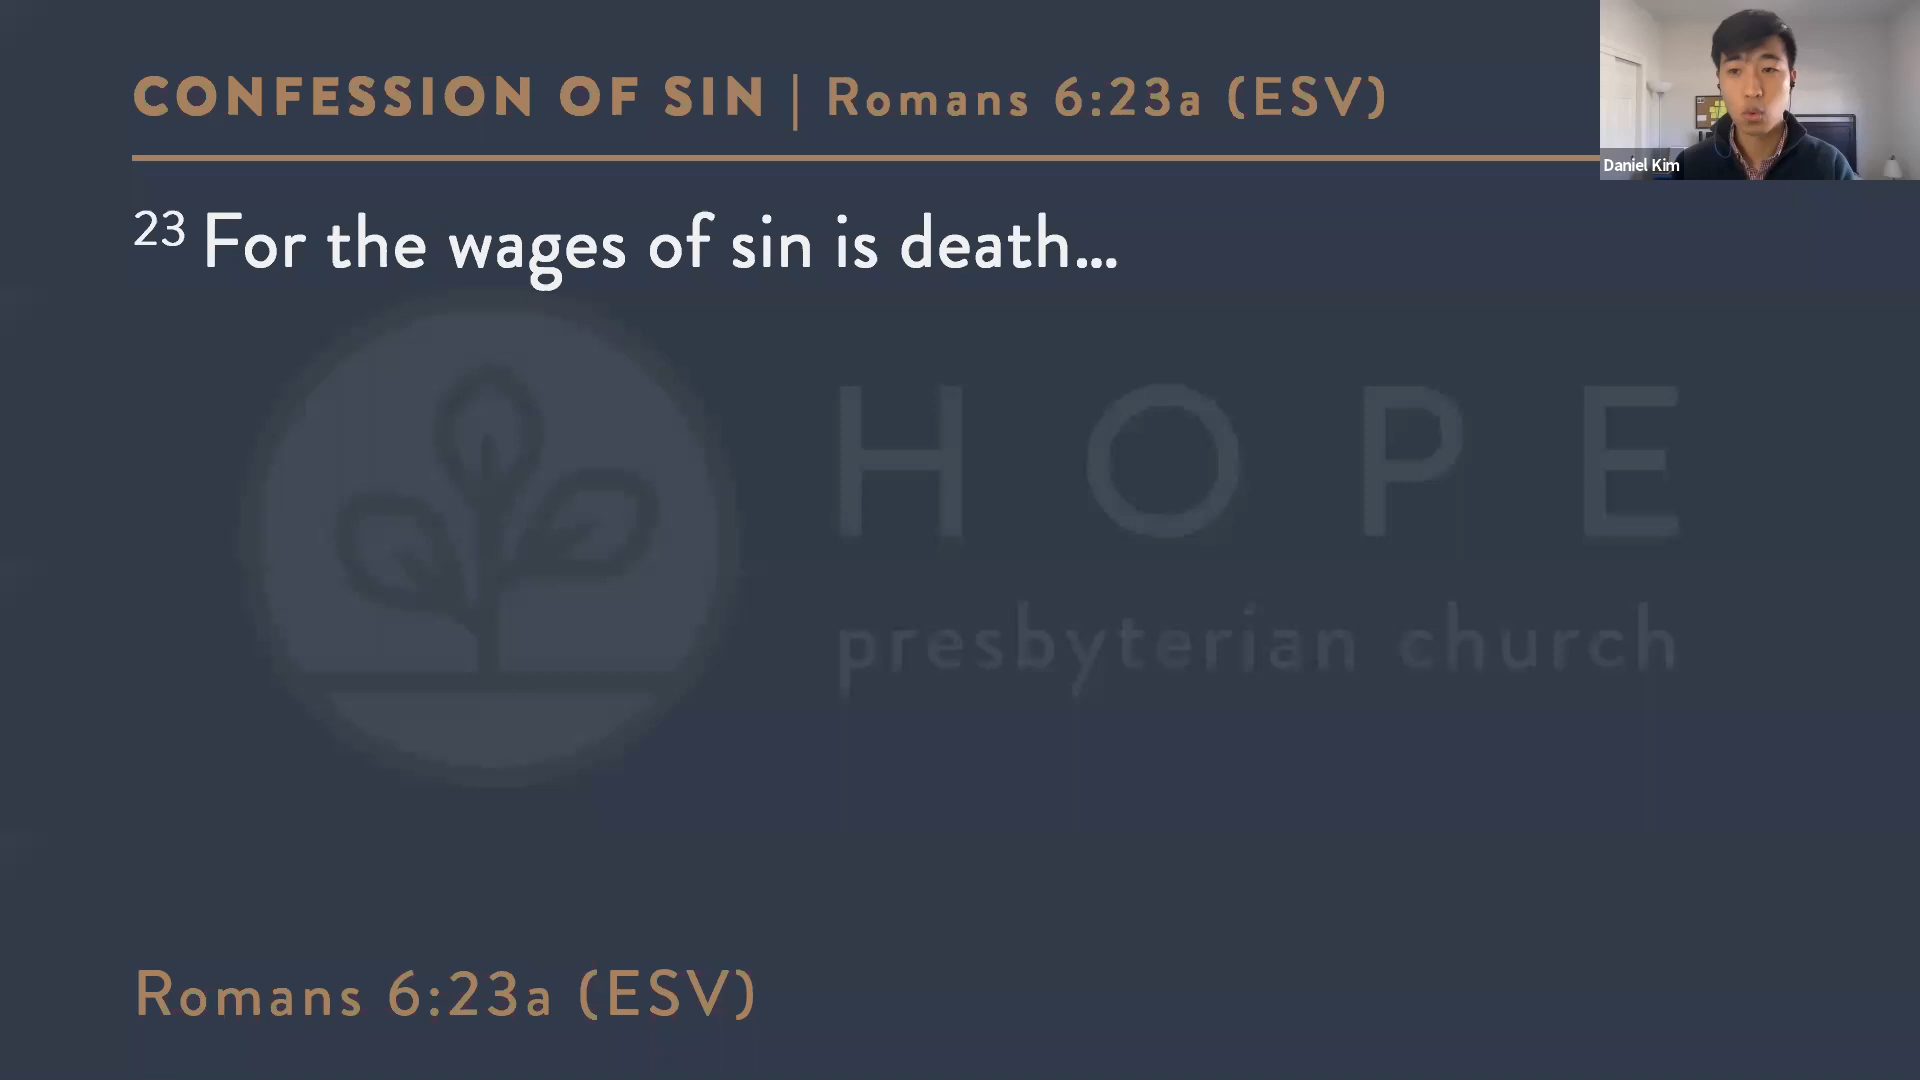 CONFESSION OF SIN | Romans 6:23a (ESV)
Daniel Kim
23 For the wages of sin is death...
HOPE
presbyterian church
Romans 6:23a (ESV)